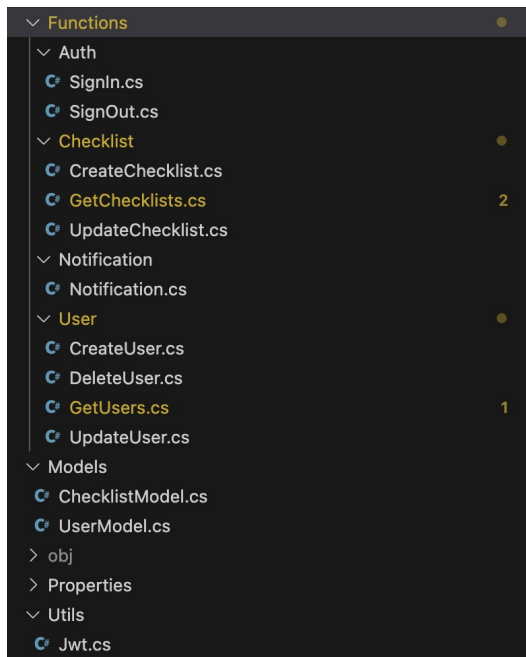 Functions
Auth
C# SignIn.cs
C# SignOut.cs
Checklist
C# CreateChecklist.cs
C# GetChecklists.cs 2
C# UpdateChecklist.cs
Notification
C# Notification.cs
User
C# CreateUser.cs
C# DeleteUser.cs
C# GetUsers.cs 1
C# UpdateUser.cs
Models
C# ChecklistModel.cs
C# UserModel.cs
obj
Properties
Utils
C# Jwt.cs